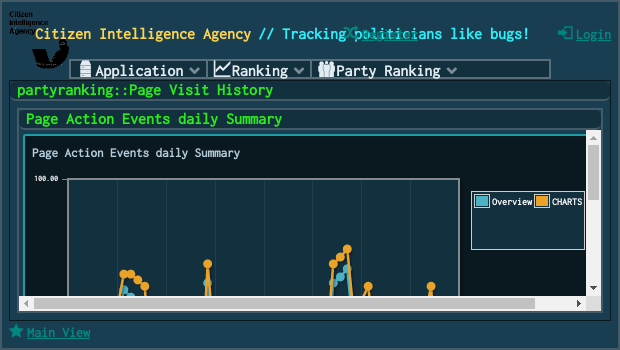 Citizen
Intelligence
Agency
Citizen Intelligence Agency // Tracking politicians like bugs!
Register
Login
Application
Ranking
Party Ranking
partyranking::Page Visit History
Page Action Events daily Summary
Page Action Events daily Summary
100.00
Overview
CHARTS
Main View